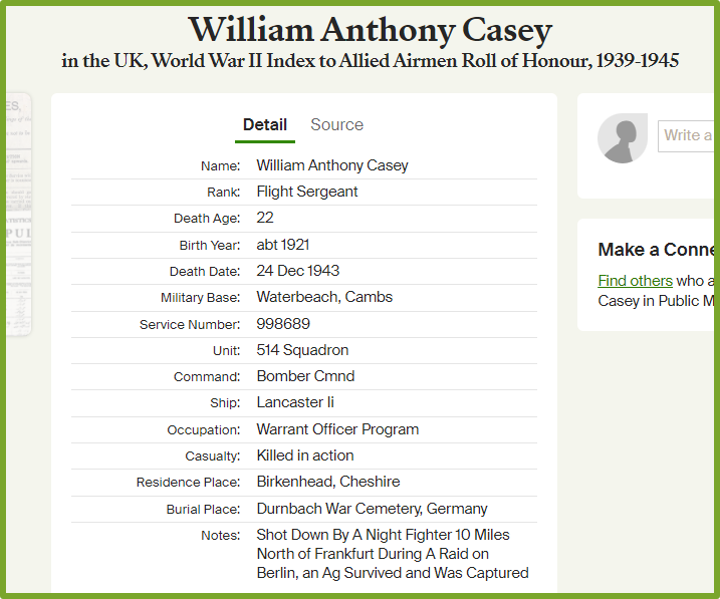 William Anthony Casey
in the UK, World War II Index to Allied Airmen Roll of Honour, 1939-1945
Detail Source
Name: William Anthony Casey
Rank: Flight Sergeant
Death Age: 22
Birth Year: abt 1921
Death Date: 24 Dec 1943
Military Base: Waterbeach, Cambs
Service Number: 998689
Unit: 514 Squadron
Command: Bomber Cmnd
Ship: Lancaster Ii
Occupation: Warrant Officer Program
Casualty: Killed in action
Residence Place: Birkenhead, Cheshire
Burial Place: Durnbach War Cemetery, Germany
Notes: Shot Down By A Night Fighter 10 Miles
North of Frankfurt During A Raid on
Berlin, an Ag Survived and Was Captured
Write a
Make a Conne
Find others who a
Casey in Public M